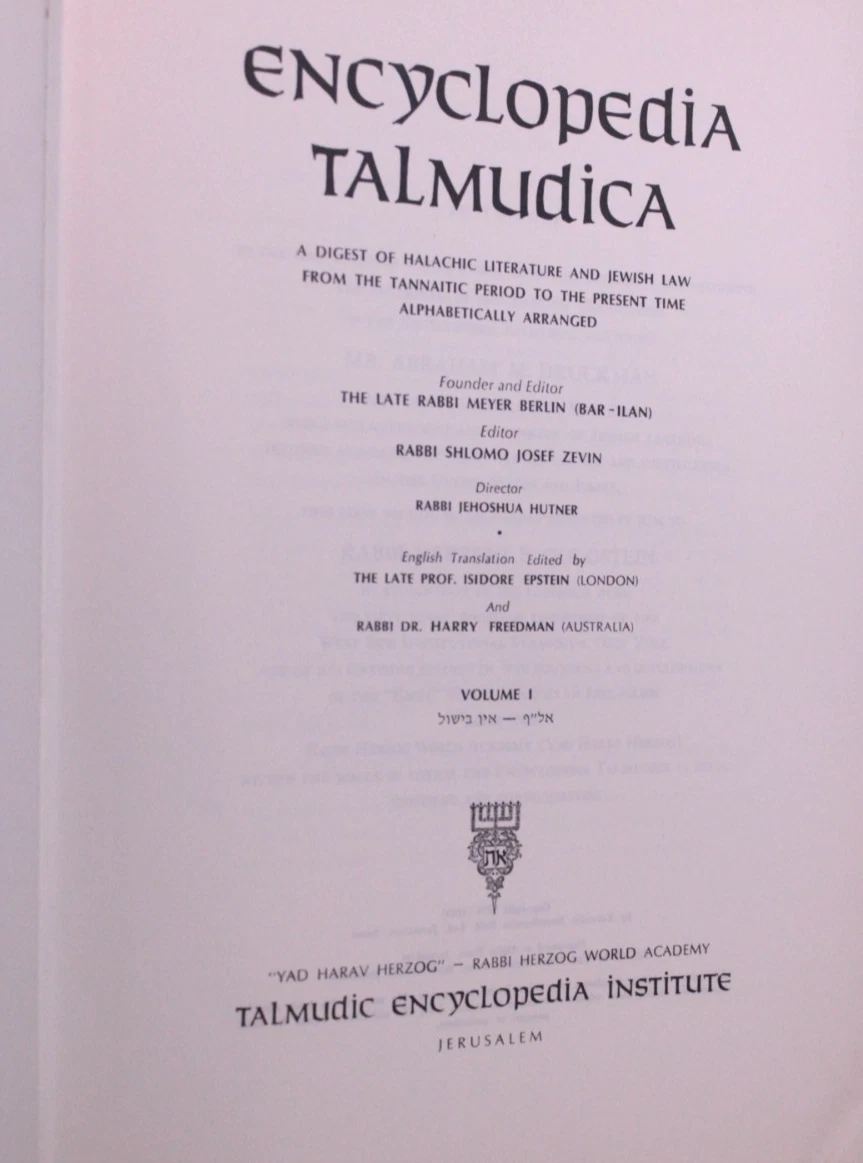 ENCYCLOPEDIA
TALMUDICA
A DIGEST OF HALACHIC LITERATURE AND JEWISH LAW
FROM THE TANNAITIC PERIOD TO THE PRESENT TIME
ALPHABETICALLY ARRANGED
Founder and Editor
THE LATE RABBI MEYER BERLIN (BAR-ILAN)
Editor
RABBI SHLOMO JOSEF ZEVIN
Director
RABBI JEHOSHUA HUTNER
•
English Translation Edited by
THE LATE PROF. ISIDORE EPSTEIN (LONDON)
And
RABBI DR. HARRY FREEDMAN (AUSTRALIA)
VOLUME I
אל״ף — אין בישול
את
"YAD HARAV HERZOG" – RABBI HERZOG WORLD ACADEMY
TALMUDIC ENCYCLOPEDIA INSTITUTE
JERUSALEM